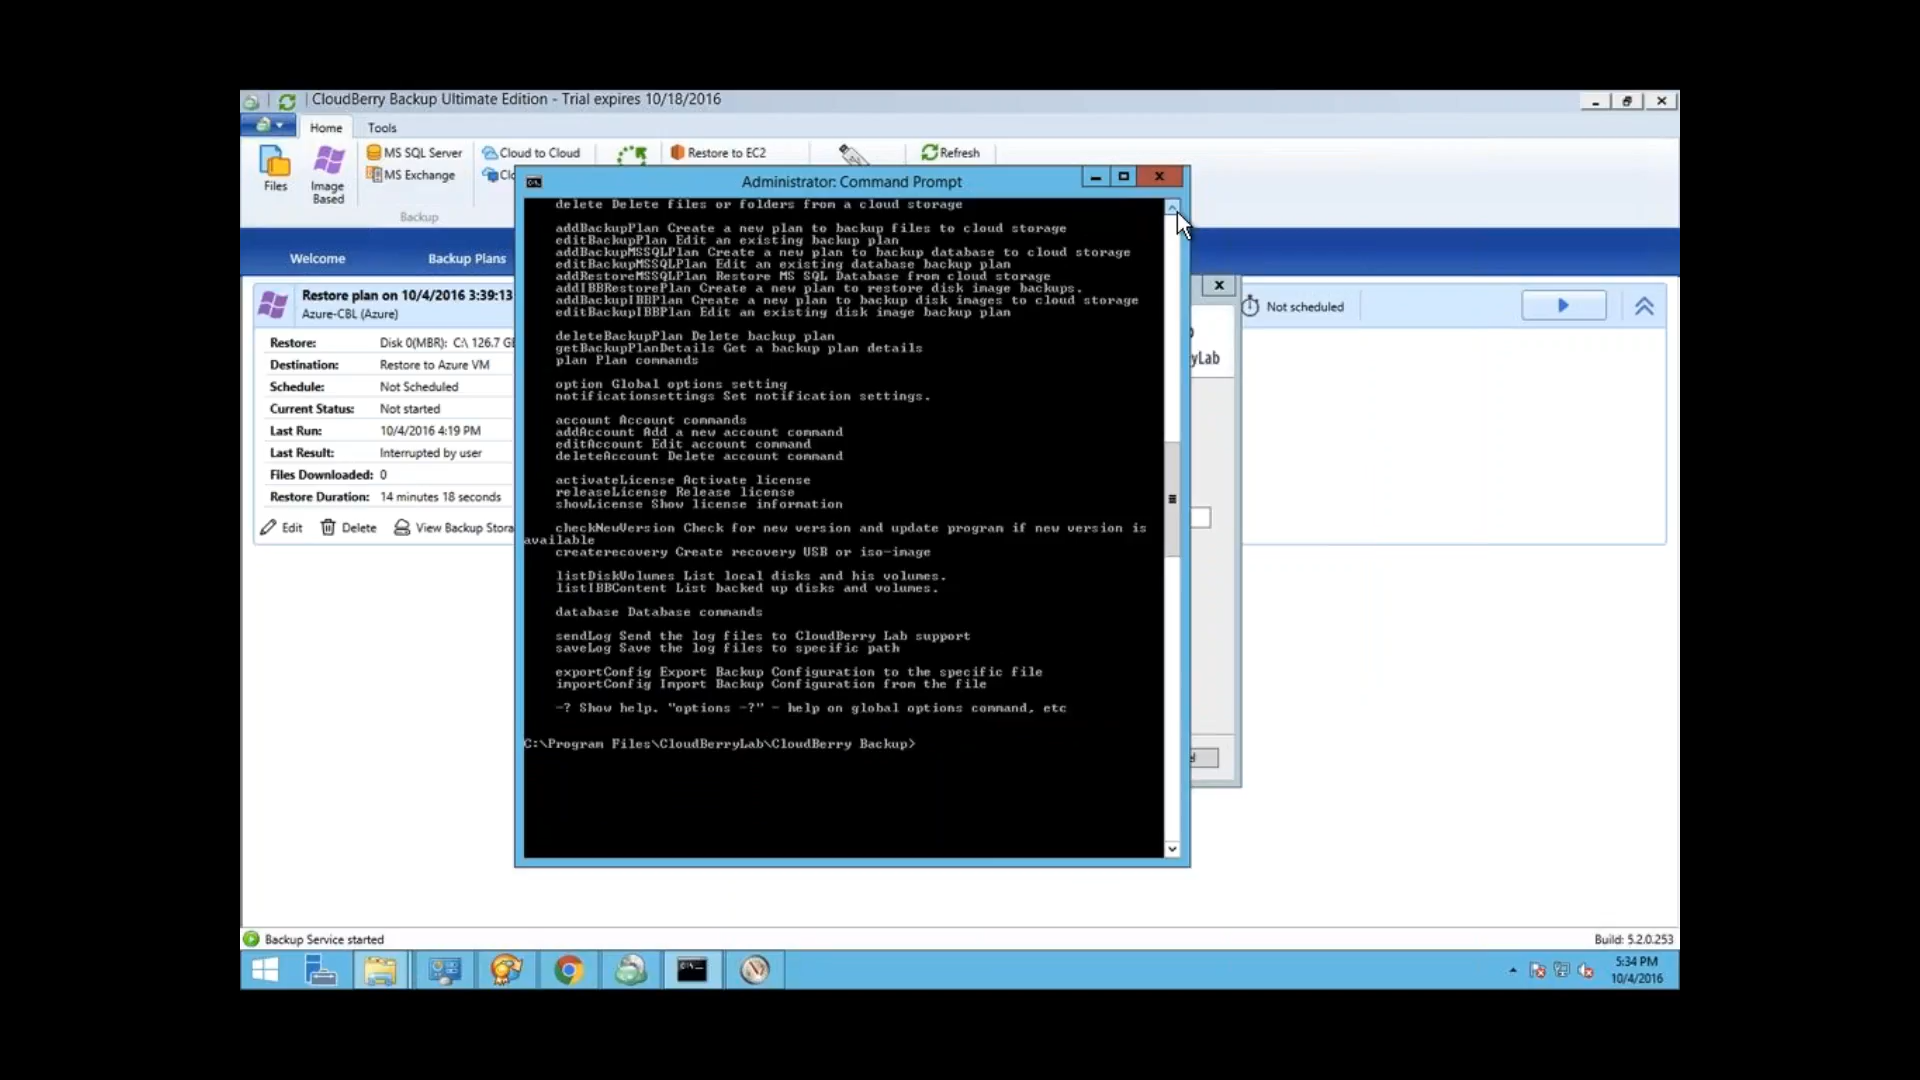 CloudBerry Backup Ultimate Edition - Trial expires 10/18/2016
Home
Tools
Files
Image
Based
MS SQL Server
MS Exchange
Cloud to Cloud
Restore to EC2
Refresh
Backup
Welcome
Backup Plans
Restore plan on 10/4/2016 3:39:13
Azure-CBL (Azure)
Restore: Disk 0(MBR): C:\ 126.7 G
Destination: Restore to Azure VM
Schedule: Not Scheduled
Current Status: Not started
Last Run: 10/4/2016 4:19 PM
Last Result: Interrupted by user
Files Downloaded: 0
Restore Duration: 14 minutes 18 seconds
Edit
Delete
View Backup Stora
Not scheduled
yLab
Administrator: Command Prompt
delete Delete files or folders from a cloud storage
addBackupPlan Create a new plan to backup files to cloud storage
editBackupPlan Edit an existing backup plan
addBackupMSSQLPlan Create a new plan to backup database to cloud storage
editBackupMSSQLPlan Edit an existing database backup plan
addRestoreMSSQLPlan Restore MS SQL Database from cloud storage
addIBBRestorePlan Create a new plan to restore disk image backups.
addBackupIBBPlan Create a new plan to backup disk images to cloud storage
editBackupIBBPlan Edit an existing disk image backup plan
deleteBackupPlan Delete backup plan
getBackupPlanDetails Get a backup plan details
plan Plan commands
option Global options setting
notificationsettings Set notification settings.
account Account commands
addAccount Add a new account command
editAccount Edit account command
deleteAccount Delete account command
activateLicense Activate license
releaseLicense Release license
showLicense Show license information
checkNewVersion Check for new version and update program if new version is
available
createrecovery Create recovery USB or iso-image
listDiskVolumes List local disks and his volumes.
listIBBContent List backed up disks and volumes.
database Database commands
sendLog Send the log files to CloudBerry Lab support
saveLog Save the log files to specific path
exportConfig Export Backup Configuration to the specific file
importConfig Import Backup Configuration from the file
-? Show help. "options -?" - help on global options command, etc
C:\Program Files\CloudBerryLab\CloudBerry Backup>
Backup Service started
Build: 5.2.0.253
5:34 PM
10/4/2016